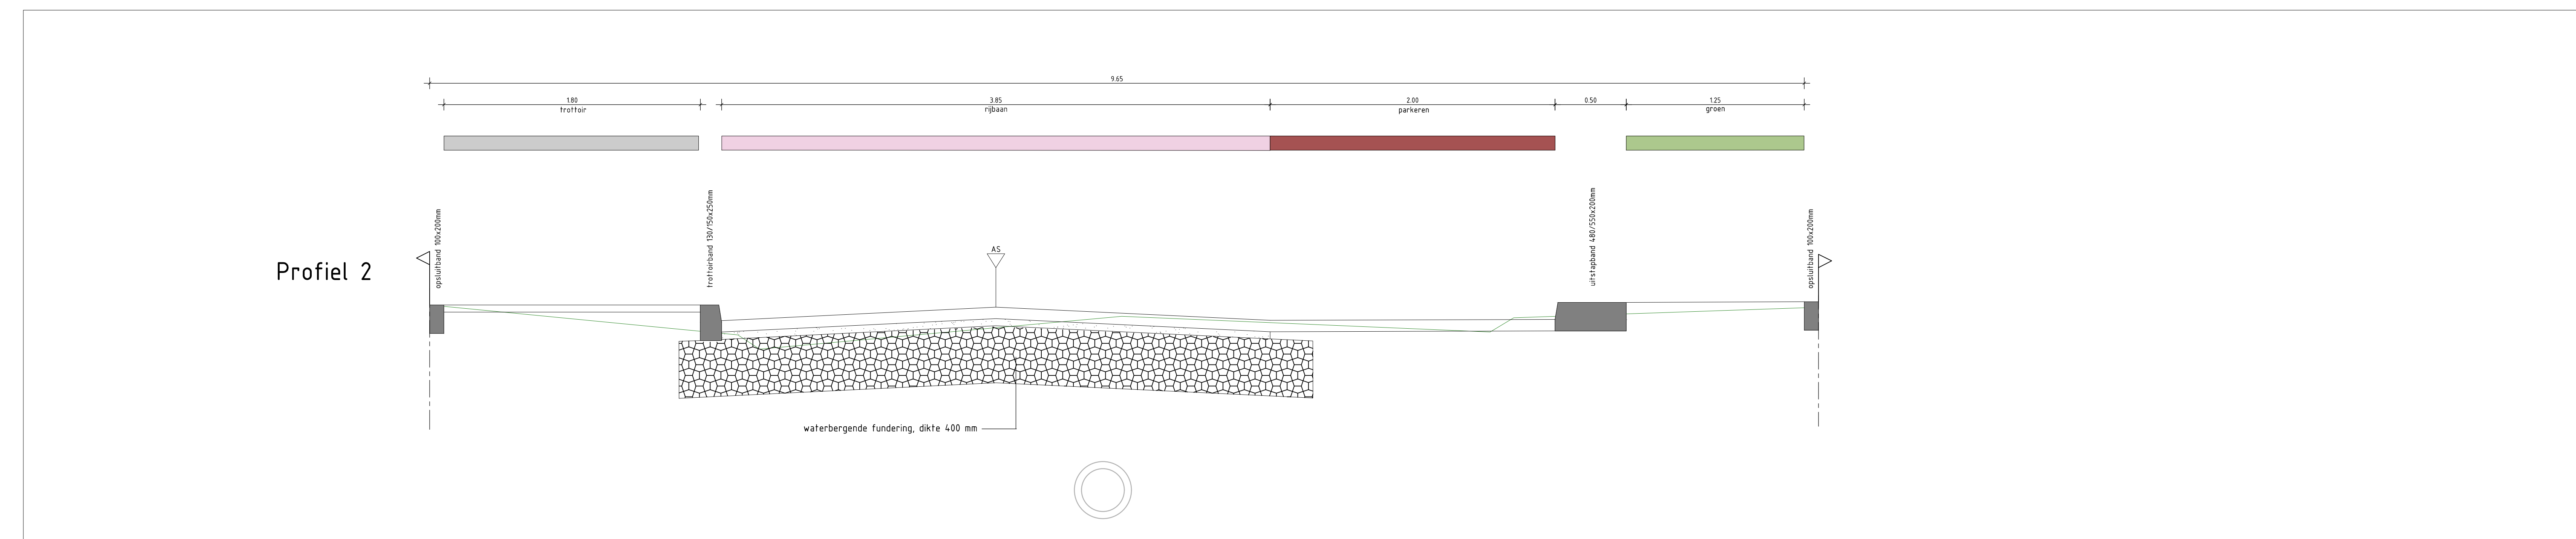 9.65
1.80
trottoir
3.85
rijbaan
2.00
parkeren
0.50
1.25
groen
opsluitband 100x200mm
trottoirband 130/150x250mm
uitstapband 480/550x200mm
opsluitband 100x200mm
AS
Profiel 2
waterbergende fundering, dikte 400 mm